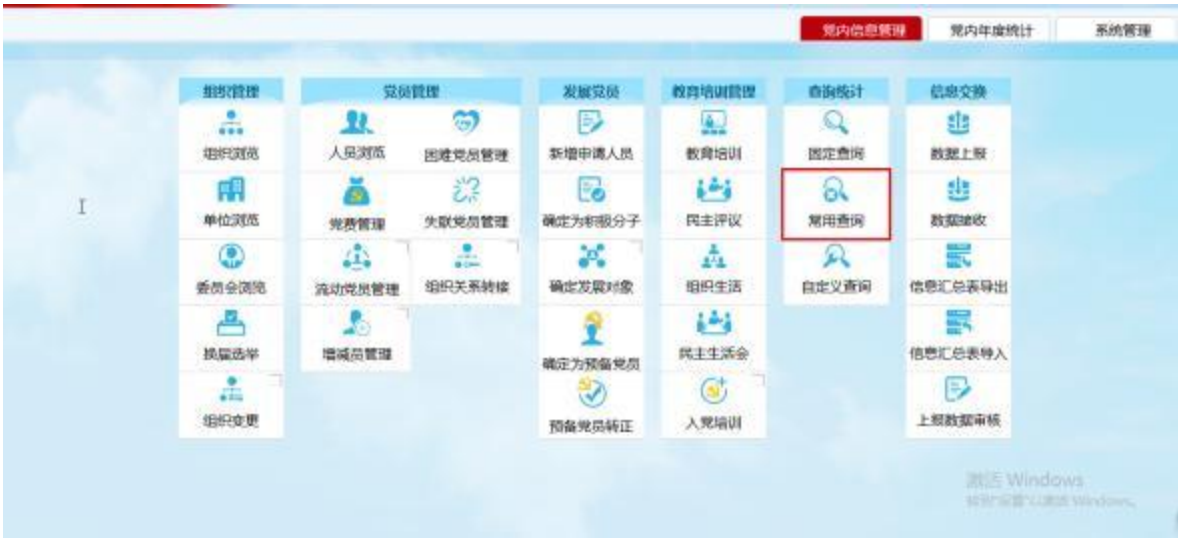 党内信息管理 党内年度统计 系统管理
组织管理 党员管理 发展党员 教育培训管理 查询统计 信息交换
组织浏览 人员浏览 困难党员管理 新增申请人员 教育培训 固定查询 数据上报
单位浏览 党费管理 失联党员管理 确定为积极分子 民主评议 常用查询 数据接收
委员会浏览 流动党员管理 组织关系转接 确定发展对象 组织生活 自定义查询 信息汇总表导出
换届选举 增减员管理 确定为预备党员 民主生活会 信息汇总表导入
组织变更 预备党员转正 入党培训 上报数据审核
激活 Windows
转到"设置"以激活 Windows。